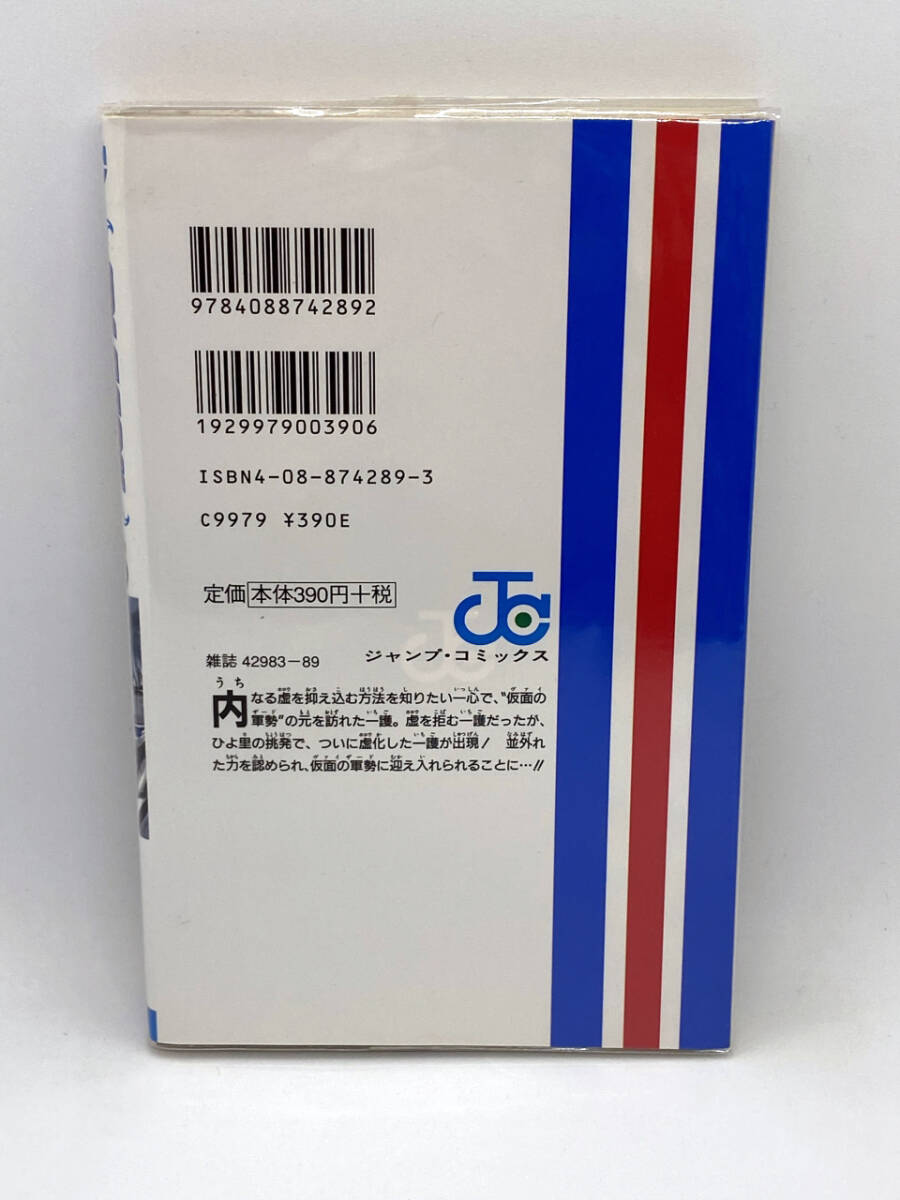 9784088742892
1929979003906
ISBN4-08-874289-3
C9979 ¥390E
定価 本体390円+税
雑誌 42983-89
ジャンプ・コミックス
内なる虚を抑え込む方法を知りたい一心で、“仮面の
軍勢”の元を訪れた一護。虚を拒む一護だったが、
ひよ里の挑発で、ついに虚化した一護が出現! 並外れ
た力を認められ、仮面の軍勢に迎え入れられることに…!!